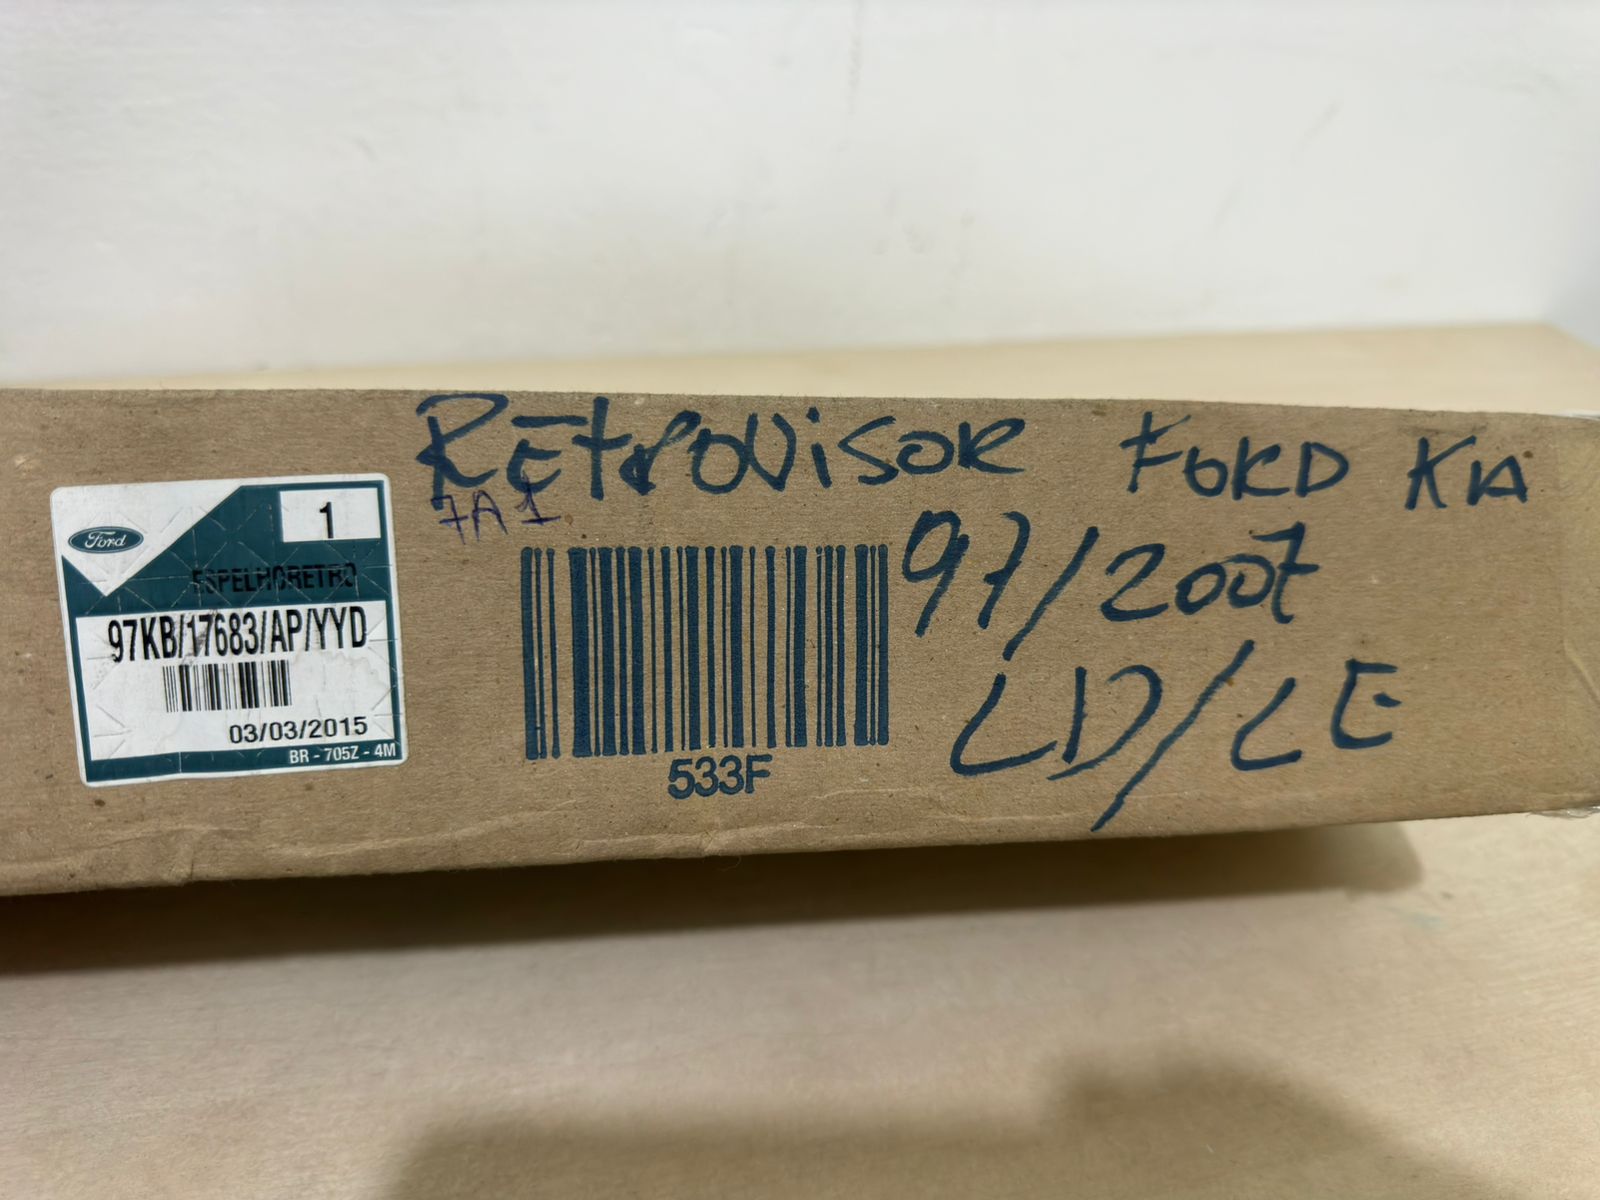 RETROVISOR FORD KA
7A1
97/2007
LD/LE
533F
Ford
1
ESPELHORETRO
97KB/17683/AP/YYD
03/03/2015
BR - 705Z - 4M